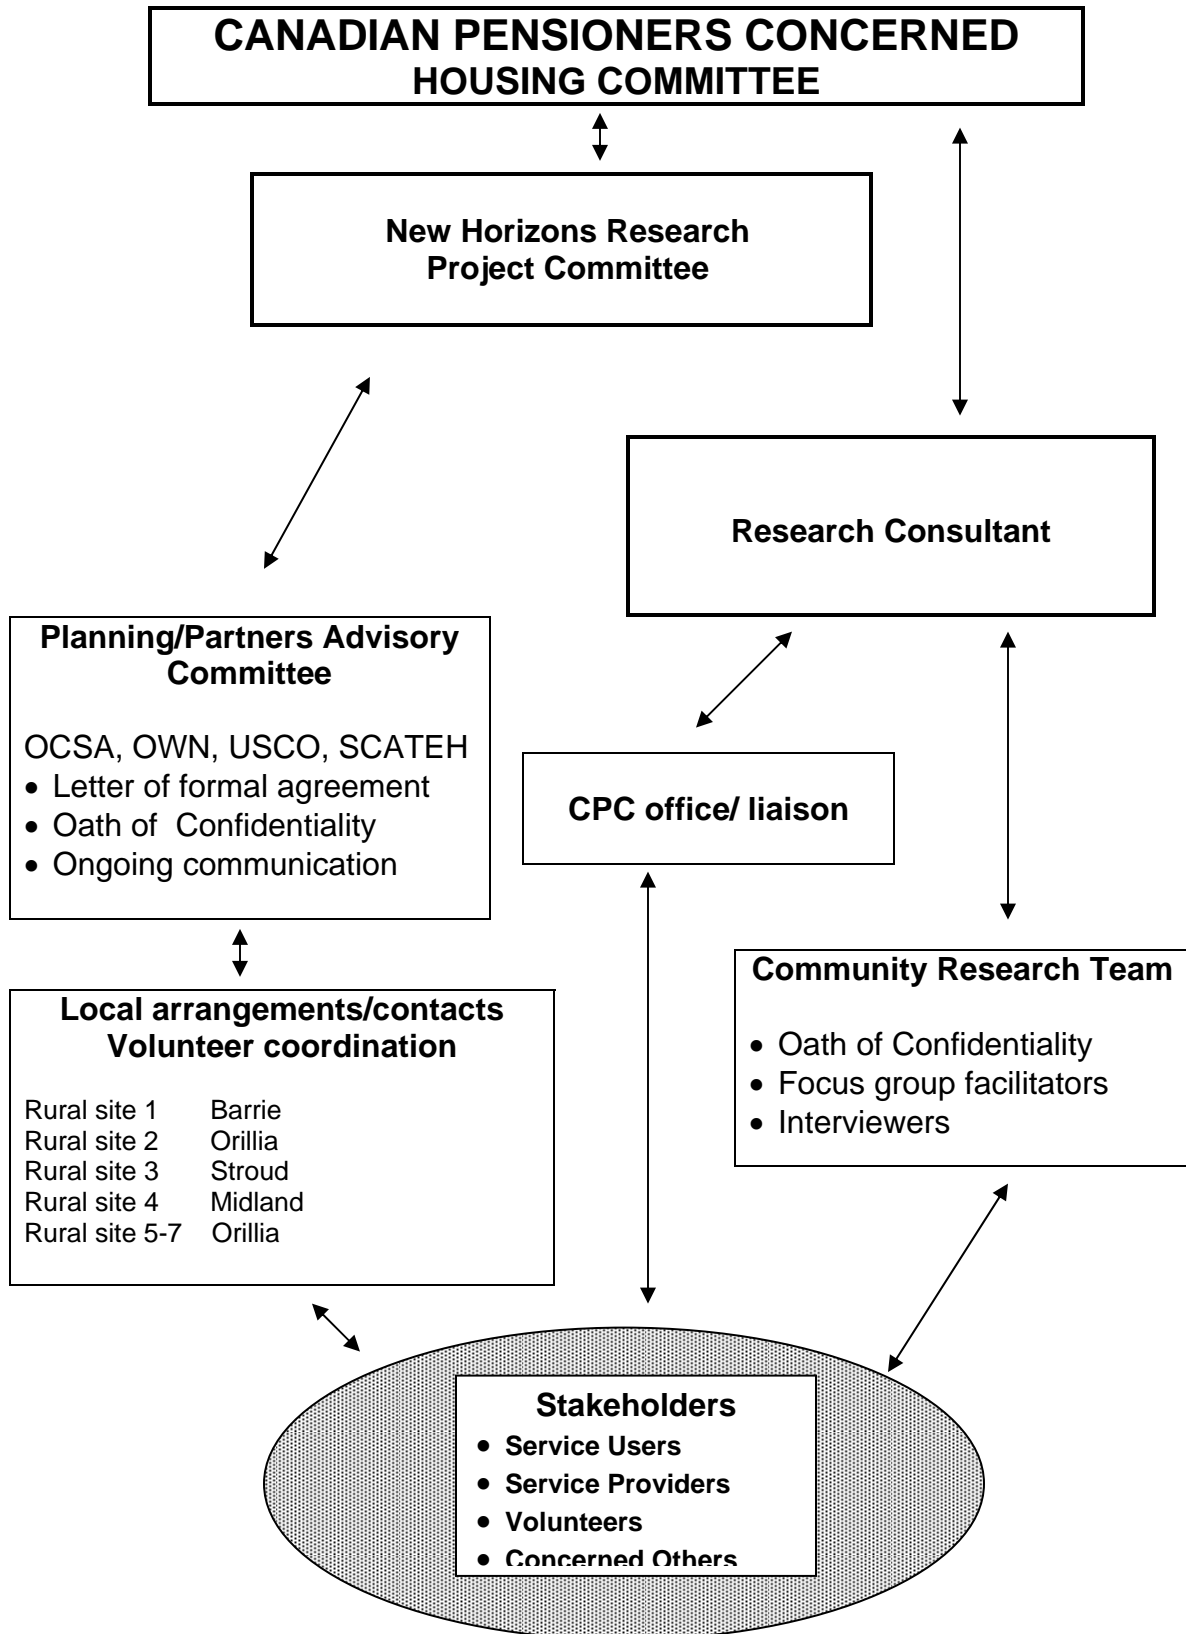 CANADIAN PENSIONERS CONCERNED
HOUSING COMMITTEE
New Horizons Research
Project Committee
Research Consultant
Planning/Partners Advisory
Committee
OCSA, OWN, USCO, SCATEH
• Letter of formal agreement
• Oath of Confidentiality
• Ongoing communication
CPC office/ liaison
Community Research Team
• Oath of Confidentiality
• Focus group facilitators
• Interviewers
Local arrangements/contacts
Volunteer coordination
Rural site 1 Barrie
Rural site 2 Orillia
Rural site 3 Stroud
Rural site 4 Midland
Rural site 5-7 Orillia
Stakeholders
• Service Users
• Service Providers
• Volunteers
• Concerned Others